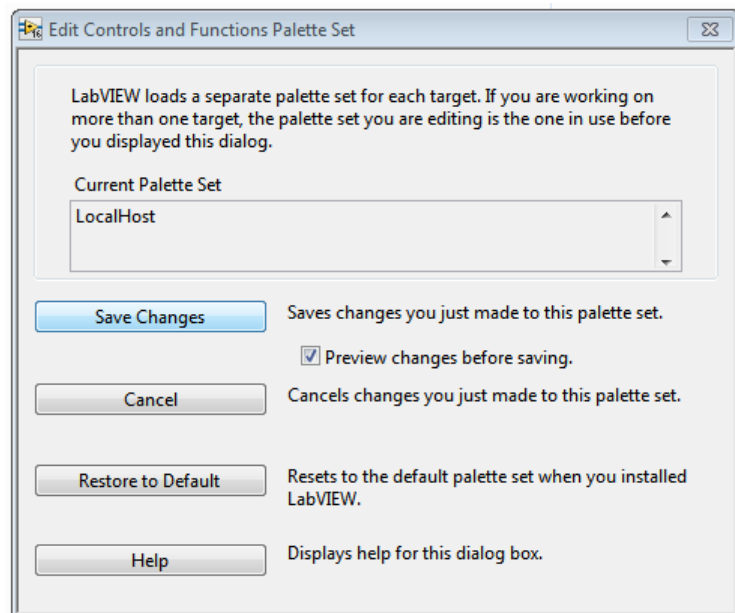 Edit Controls and Functions Palette Set
LabVIEW loads a separate palette set for each target. If you are working on
more than one target, the palette set you are editing is the one in use before
you displayed this dialog.
Current Palette Set
LocalHost
Save Changes
Saves changes you just made to this palette set.
Preview changes before saving.
Cancel
Cancels changes you just made to this palette set.
Restore to Default
Resets to the default palette set when you installed
LabVIEW.
Help
Displays help for this dialog box.